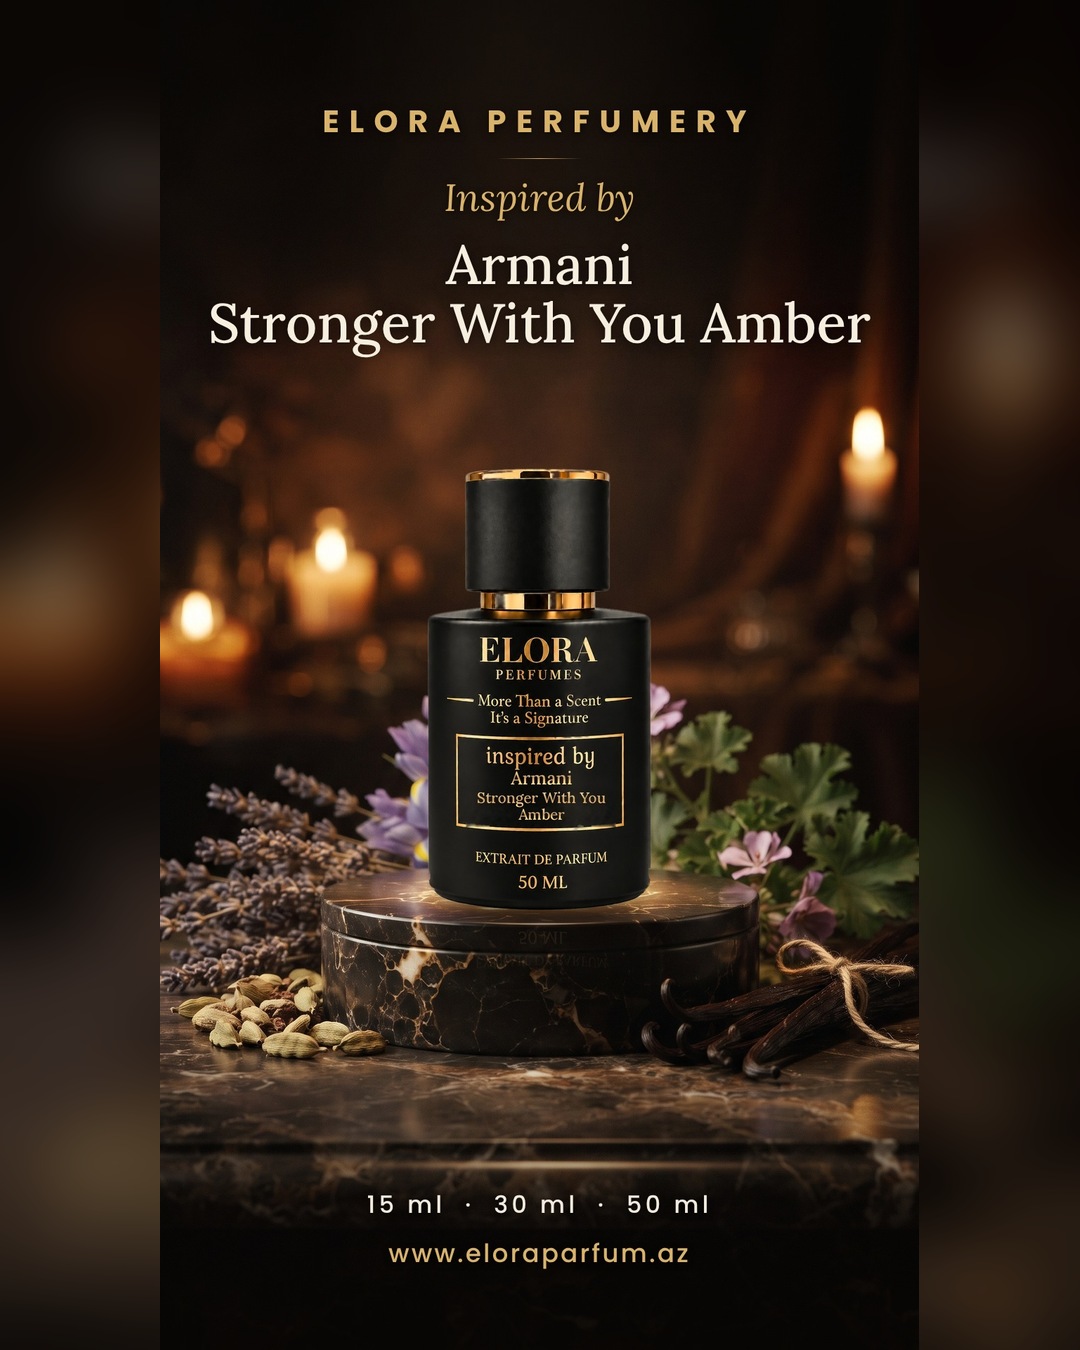 ELORA PERFUMERY
Inspired by
Armani
Stronger With You Amber
ELORA
PERFUMES
More Than a Scent
It's a Signature
inspired by
Armani
Stronger With You
Amber
EXTRAIT DE PARFUM
50 ML
15 ml · 30 ml · 50 ml
www.eloraparfum.az